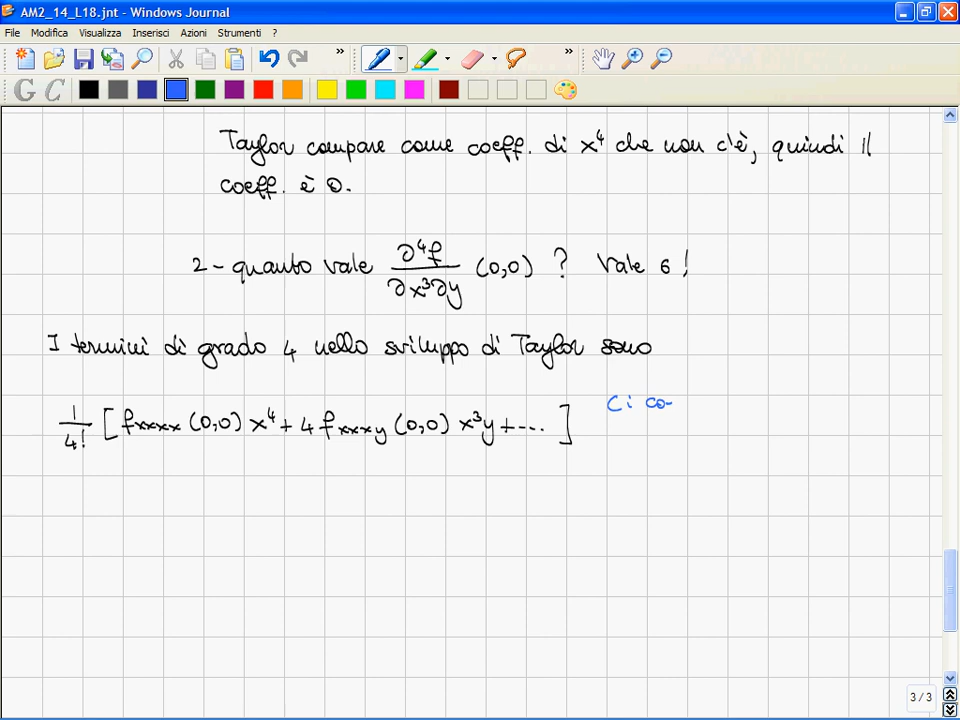 AM2_14_L18.jnt - Windows Journal
File Modifica Visualizza Inserisci Azioni Strumenti ?
G C
Taylor compare come coeff. di x⁴ che non c'è, quindi il
coeff. è 0.
2 - quanto vale ∂⁴f/∂x³∂y (0,0) ? Vale 6 !
I termini di grado 4 nello sviluppo di Taylor sono
1/4! [ fxxxx (0,0) x⁴ + 4 fxxxy (0,0) x³y + ... ] Ci co-
3 / 3